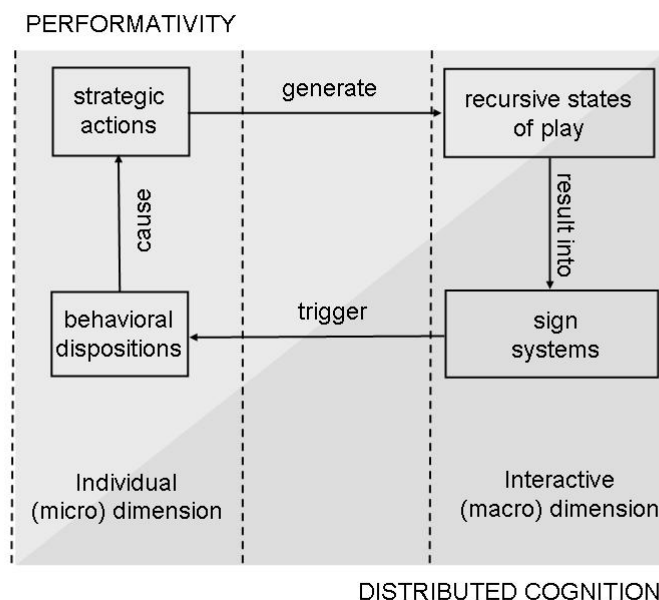 PERFORMATIVITY
strategic
actions
generate
recursive states
of play
cause
result into
behavioral
dispositions
trigger
sign
systems
Individual
(micro) dimension
Interactive
(macro) dimension
DISTRIBUTED COGNITION